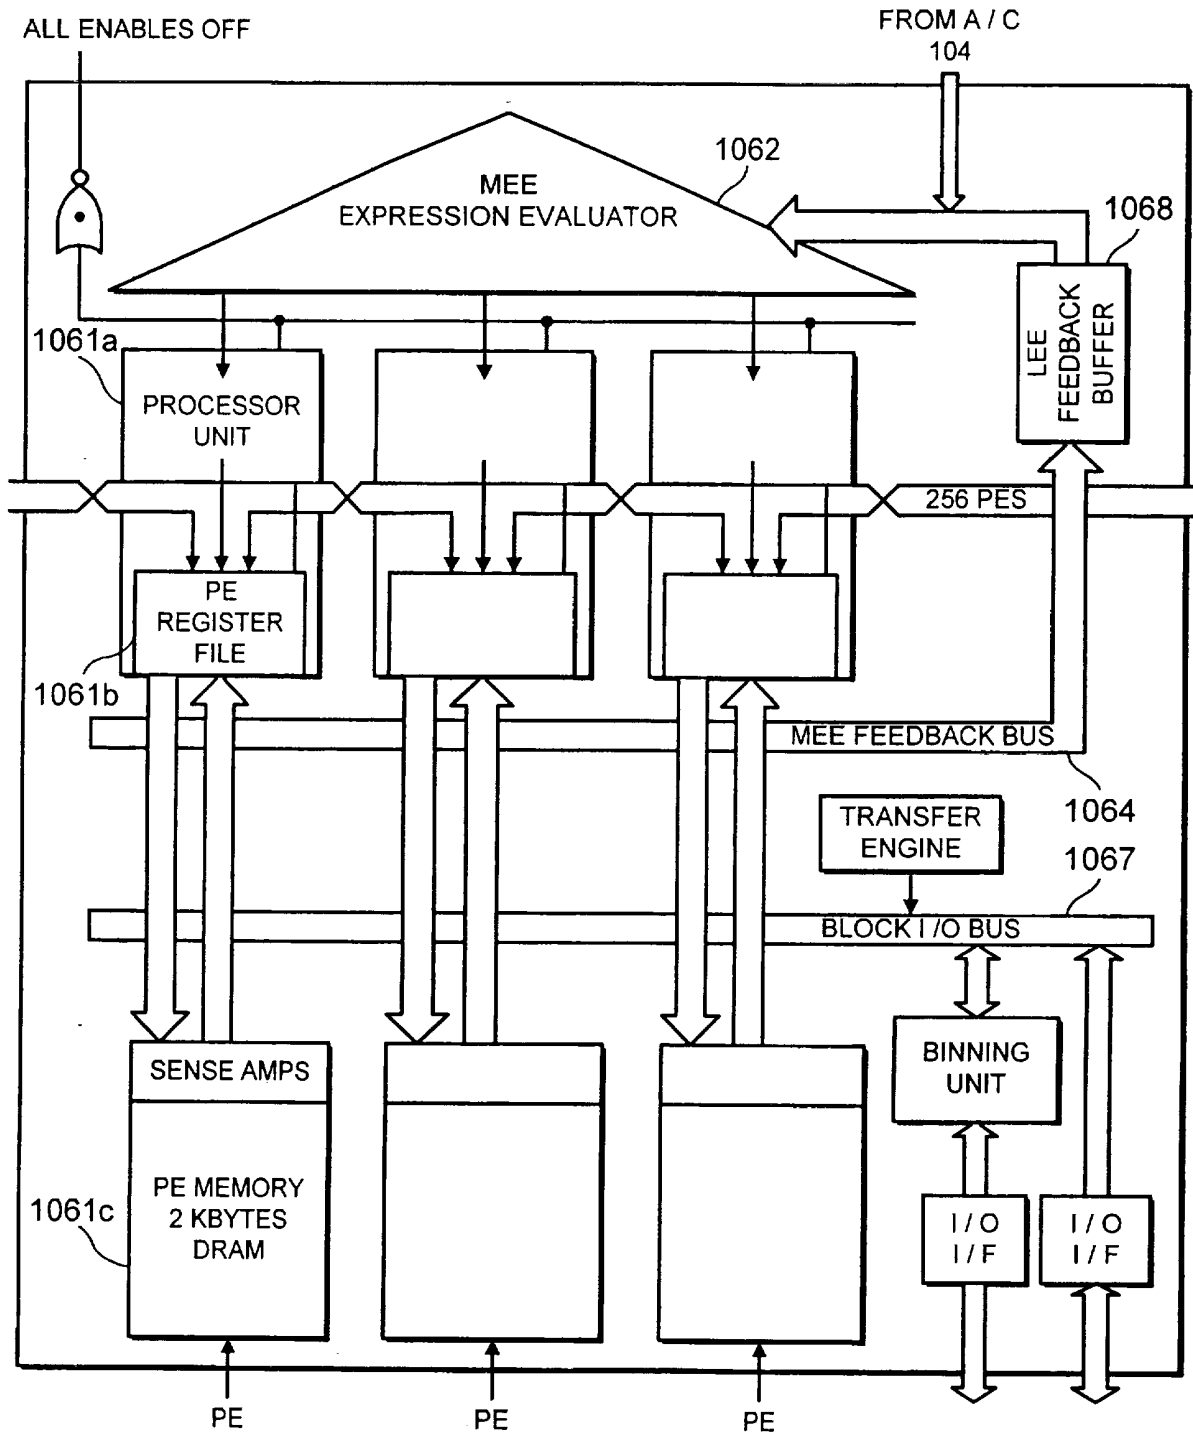 ALL ENABLES OFF
FROM A / C
104
1062
MEE
EXPRESSION EVALUATOR
1068
LEE
FEEDBACK
BUFFER
1061a
PROCESSOR
UNIT
256 PES
PE
REGISTER
FILE
1061b
MEE FEEDBACK BUS
1064
TRANSFER
ENGINE
1067
BLOCK I /O BUS
SENSE AMPS
BINNING
UNIT
PE MEMORY
2 KBYTES
DRAM
1061c
I / O
I / F
I / O
I / F
PE
PE
PE